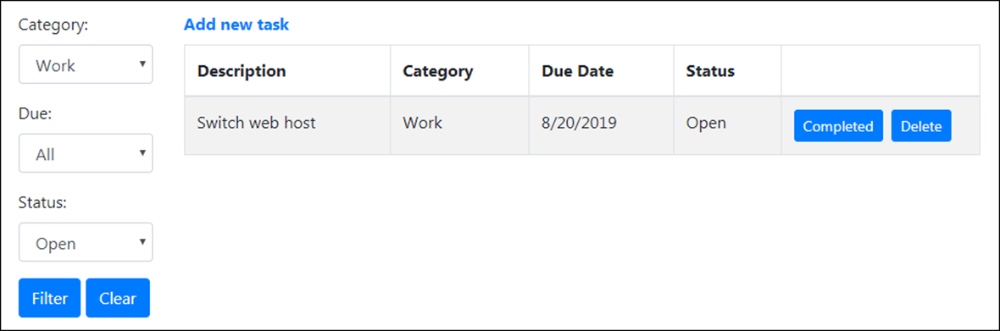 Category:
Work
Due:
All
Status:
Open
Filter Clear
Add new task
Description Category Due Date Status
Switch web host Work 8/20/2019 Open Completed Delete